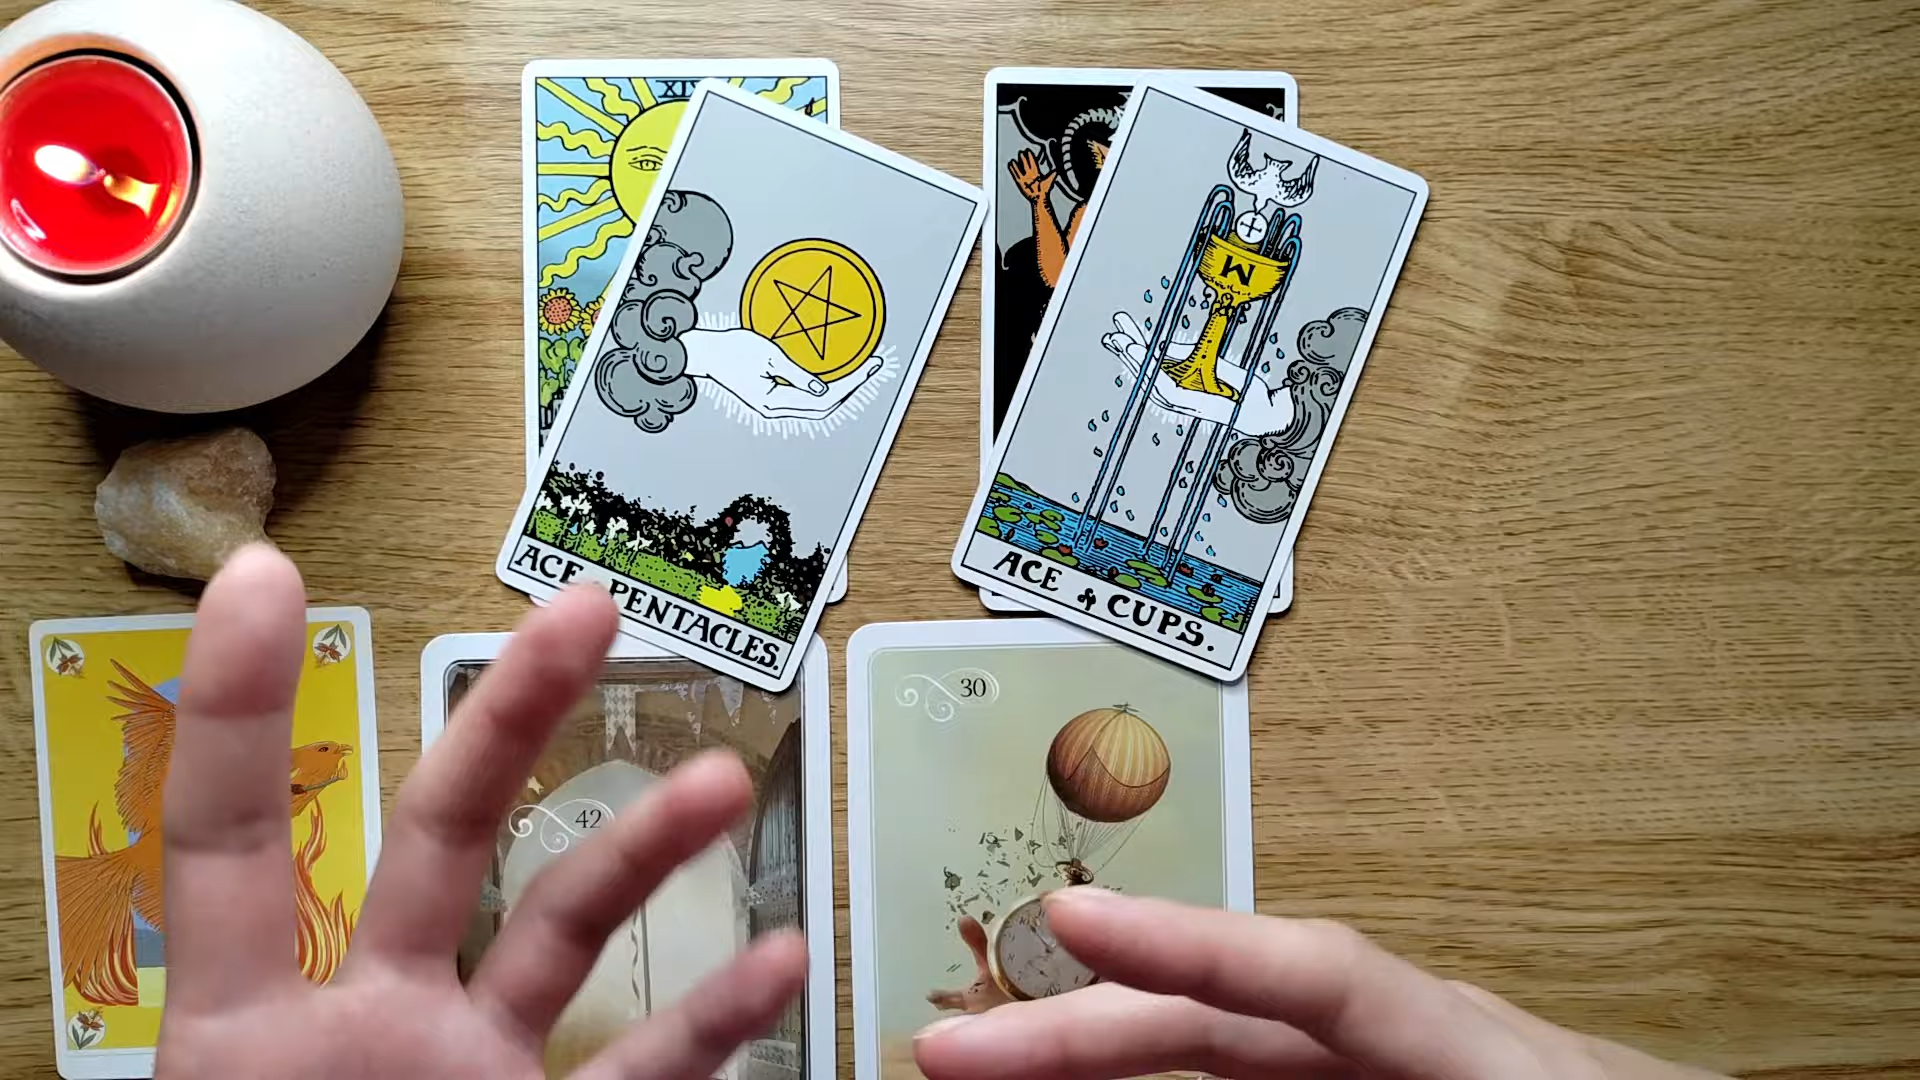 XIX
ACE PENTACLES.
W
ACE of CUPS.
42
30